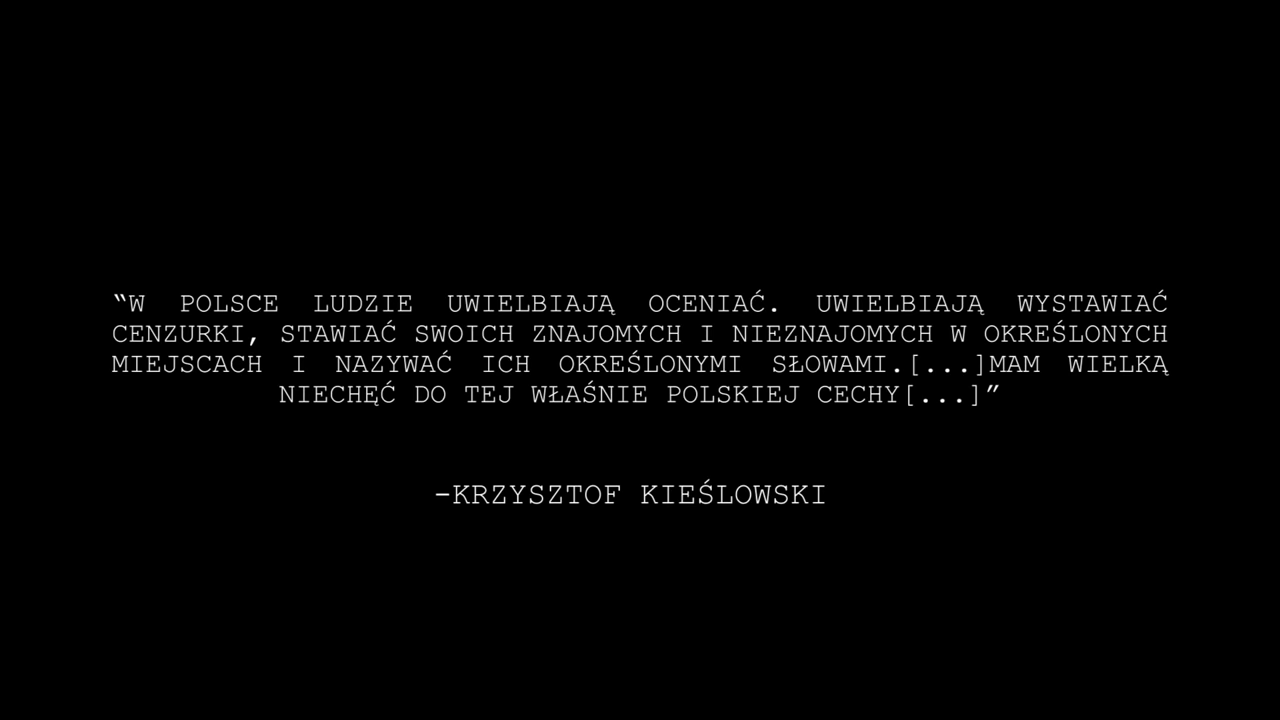 “W POLSCE LUDZIE UWIELBIAJĄ OCENIAĆ. UWIELBIAJĄ WYSTAWIAĆ
CENZURKI, STAWIAĆ SWOICH ZNAJOMYCH I NIEZNAJOMYCH W OKREŚLONYCH
MIEJSCACH I NAZYWAĆ ICH OKREŚLONYMI SŁOWAMI.[...]MAM WIELKĄ
NIECHĘĆ DO TEJ WŁAŚNIE POLSKIEJ CECHY[...]”
-KRZYSZTOF KIEŚLOWSKI